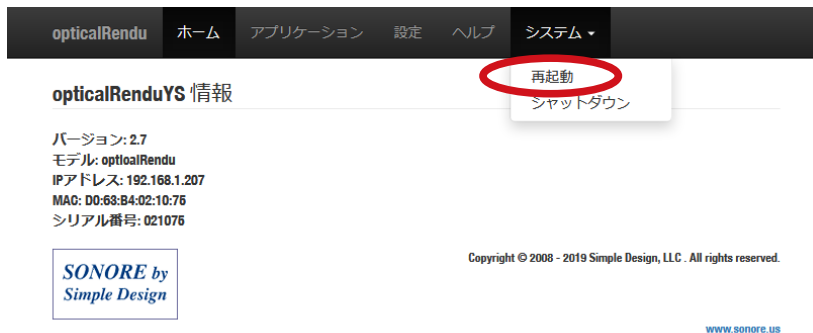 opticalRendu ホーム アプリケーション 設定 ヘルプ システム
再起動
シャットダウン
opticalRenduYS 情報
バージョン: 2.7
モデル: optioalRendu
IPアドレス: 192.168.1.207
MAC: D0:63:B4:02:10:76
シリアル番号: 021076
SONORE by
Simple Design
Copyright © 2008 - 2019 Simple Design, LLC . All rights reserved.
www.sonore.us